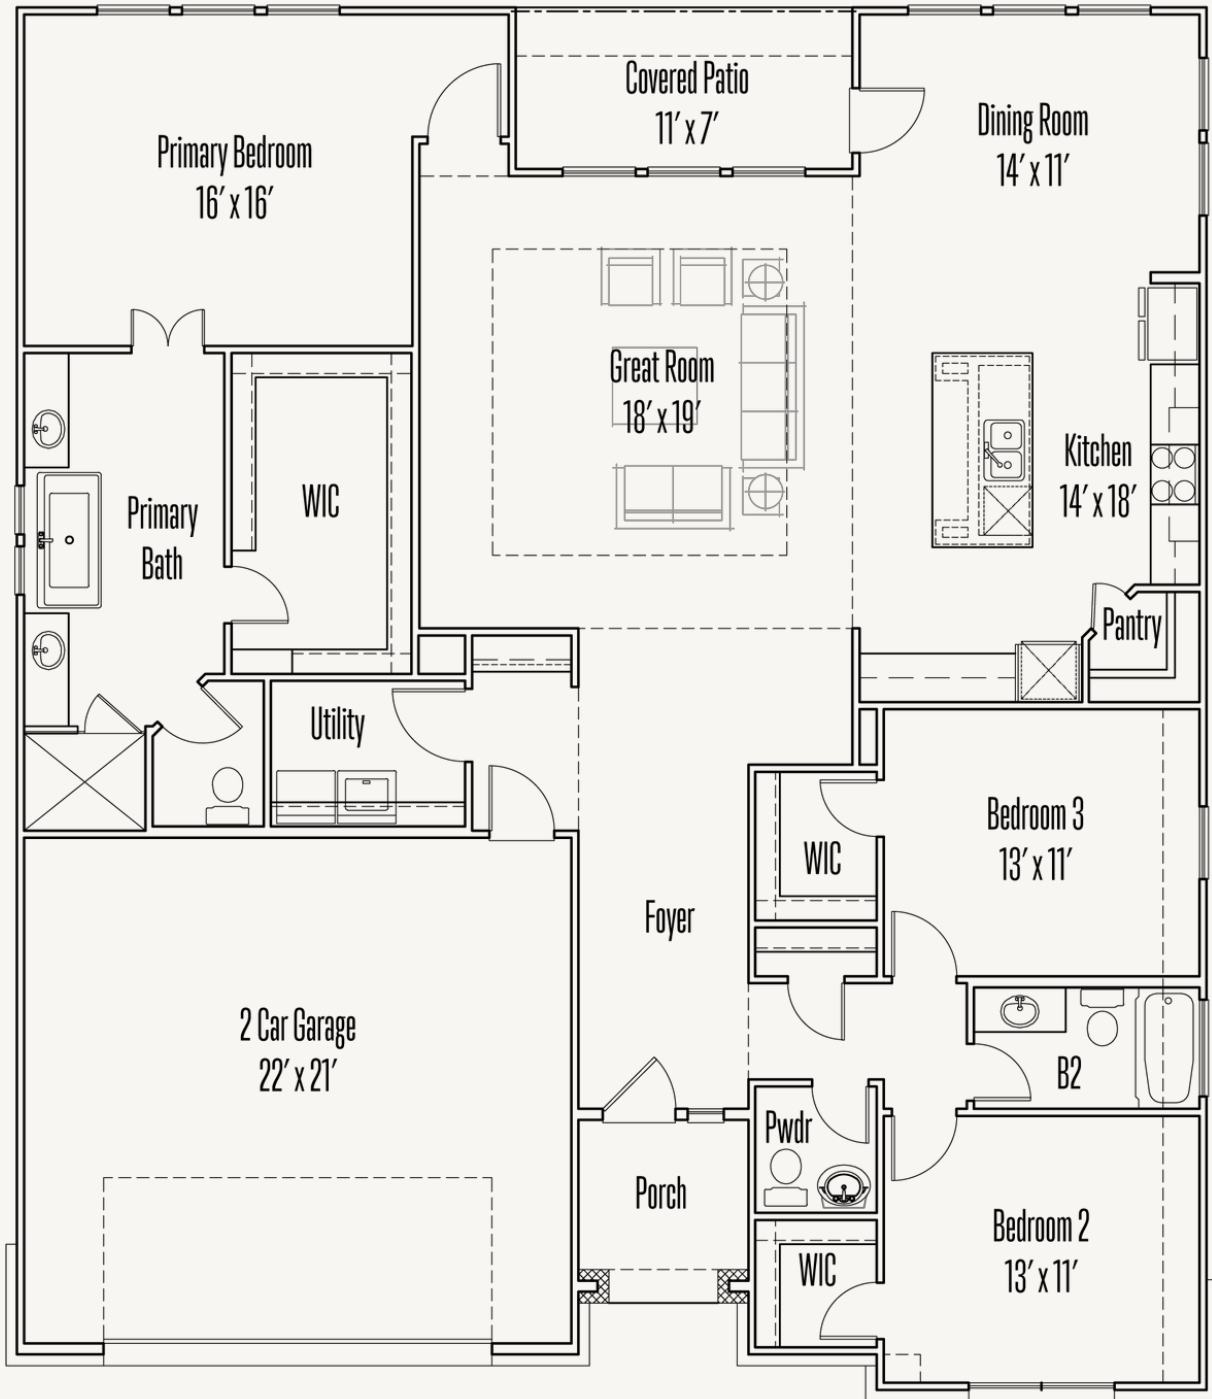 Covered Patio
11' x 7'
Dining Room
14' x 11'
Primary Bedroom
16' x 16'
Great Room
18' x 19'
Kitchen
14' x 18'
WIC
Primary
Bath
Pantry
Utility
Bedroom 3
13' x 11'
WIC
Foyer
2 Car Garage
22' x 21'
B2
Pwdr
Porch
Bedroom 2
13' x 11'
WIC